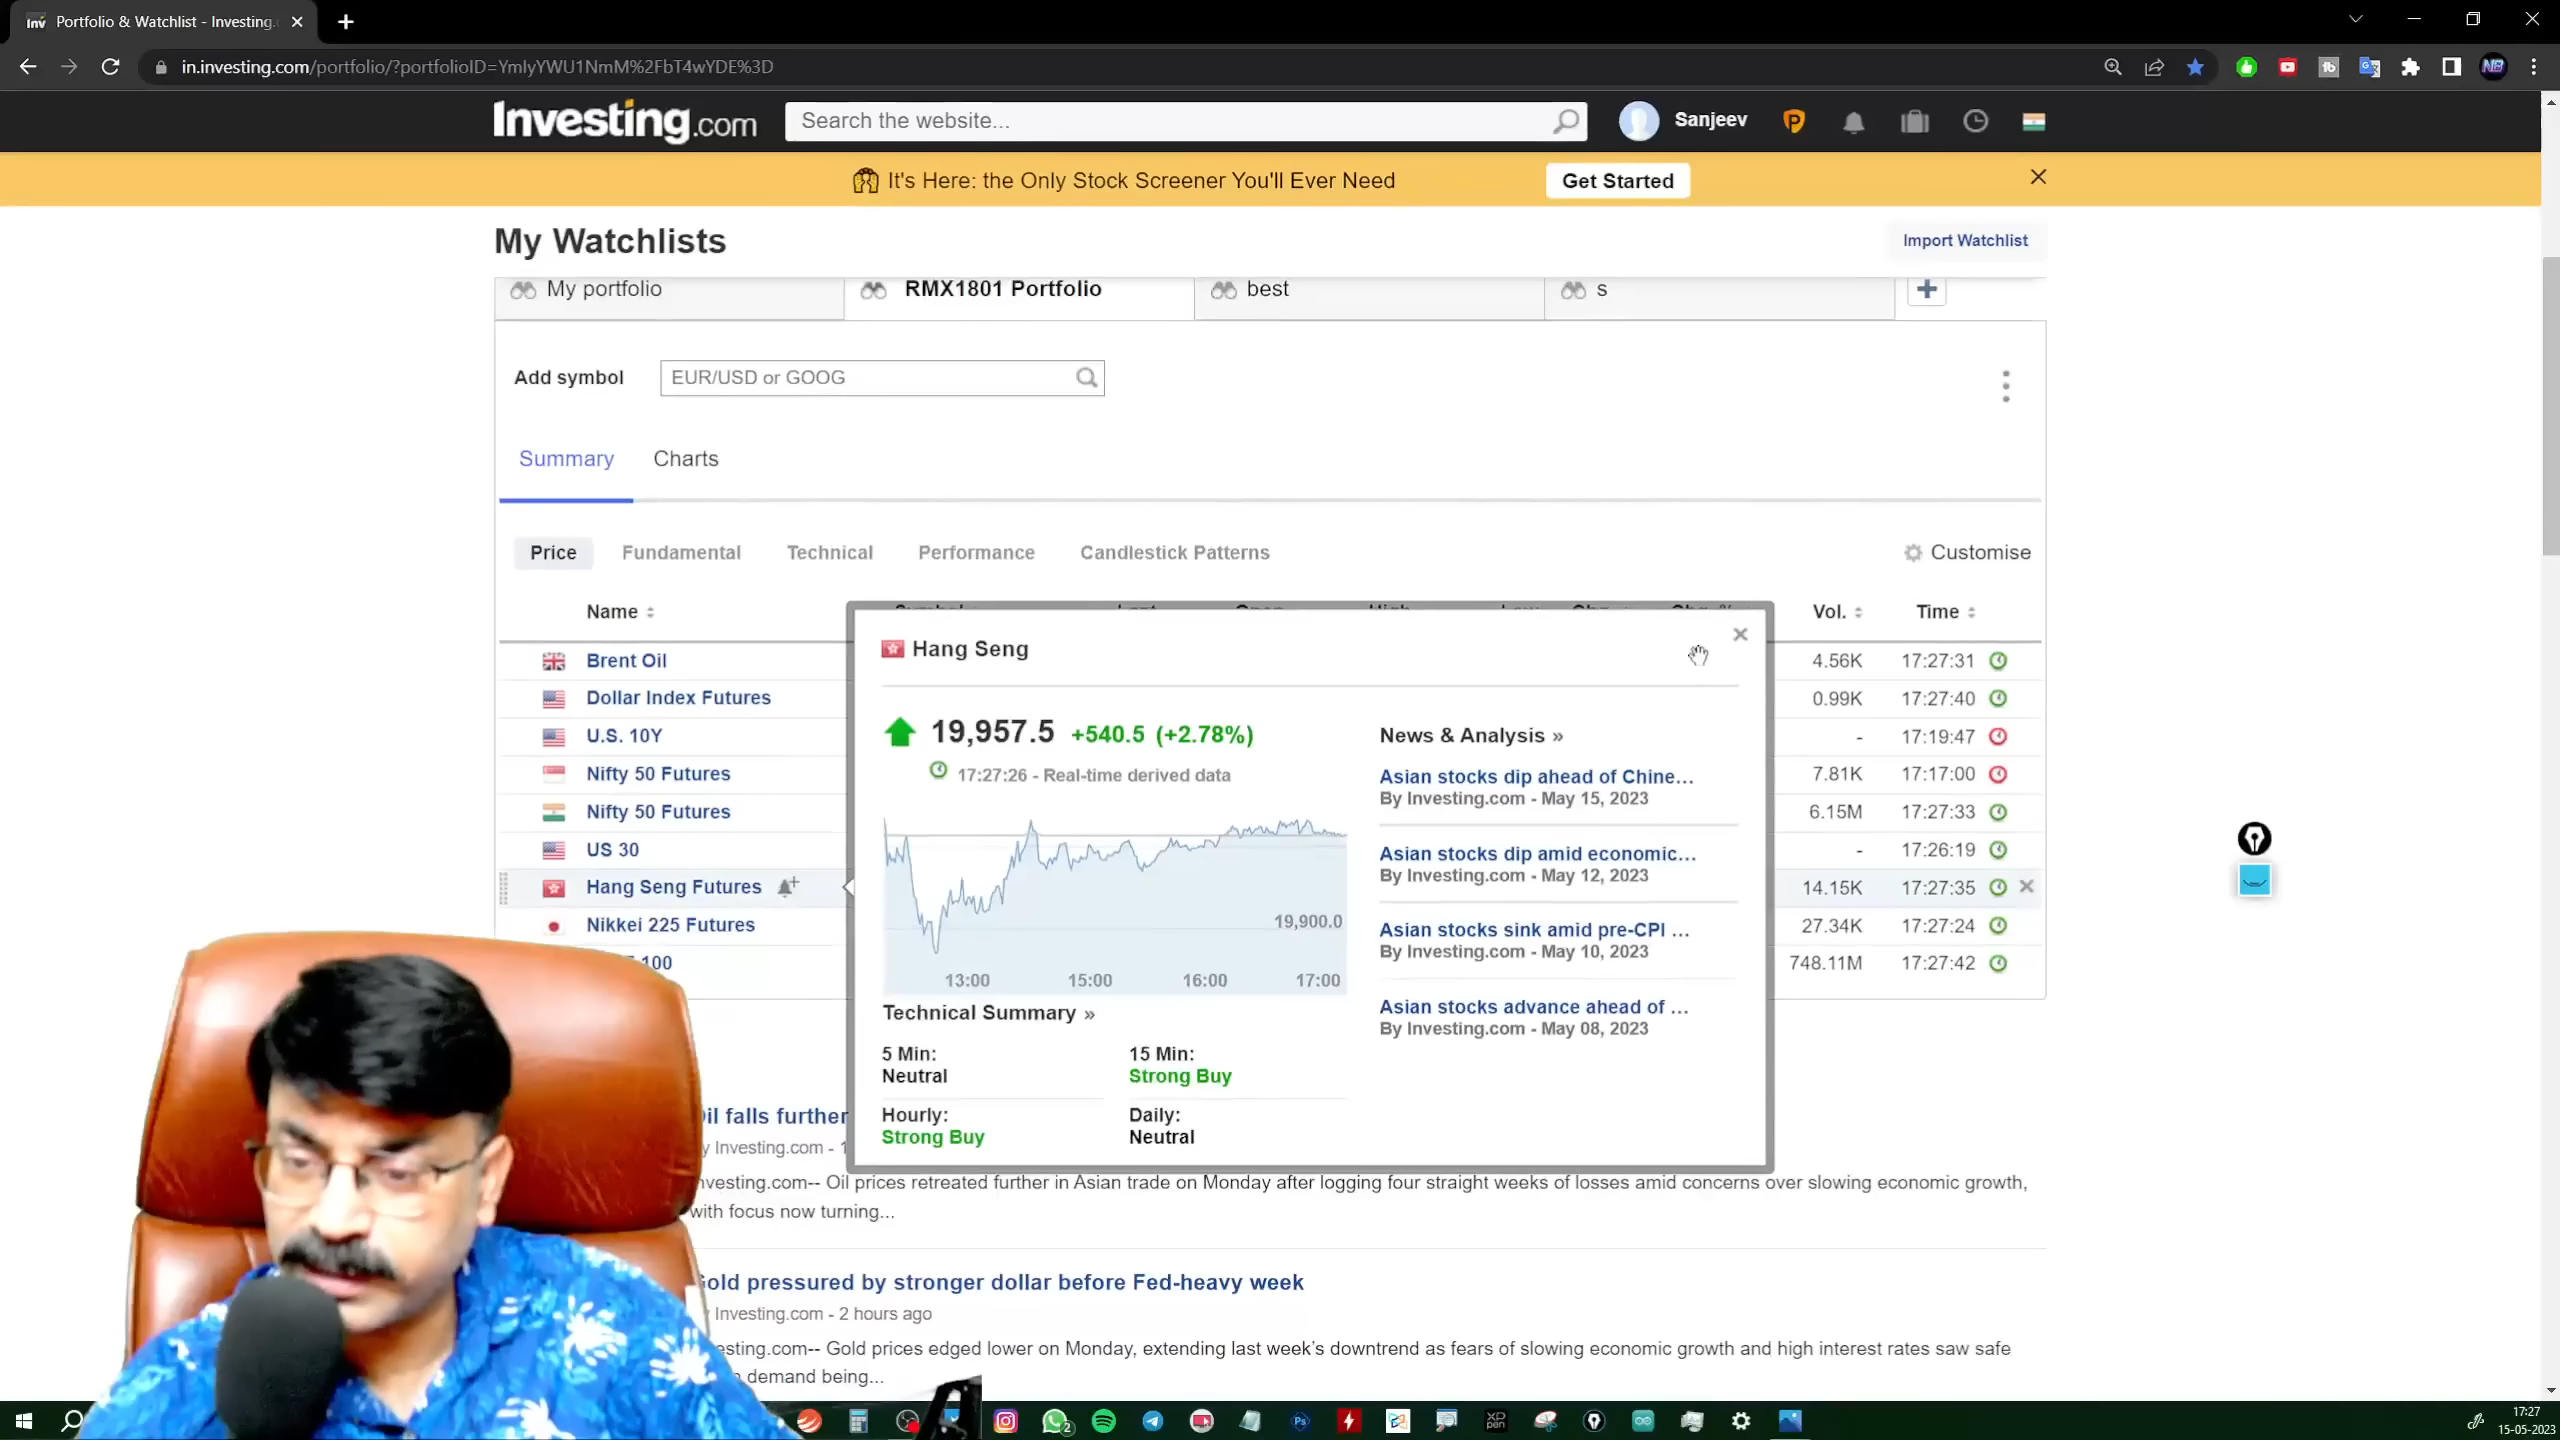 Portfolio & Watchlist - Investing.
in.investing.com/portfolio/?portfolioID=YmIyYWU1NmM%2FbT4wYDE%3D
Investing.com
Search the website...
Sanjeev
It's Here: the Only Stock Screener You'll Ever Need
Get Started
My Watchlists
Import Watchlist
My portfolio
RMX1801 Portfolio
best
s
Add symbol
EUR/USD or GOOG
Summary
Charts
Price
Fundamental
Technical
Performance
Candlestick Patterns
Customise
Name
Vol.
Time
Brent Oil
4.56K
17:27:31
Dollar Index Futures
0.99K
17:27:40
U.S. 10Y
-
17:19:47
Nifty 50 Futures
7.81K
17:17:00
Nifty 50 Futures
6.15M
17:27:33
US 30
-
17:26:19
Hang Seng Futures
14.15K
17:27:35
Nikkei 225 Futures
27.34K
17:27:24
100
748.11M
17:27:42
Hang Seng
19,957.5 +540.5 (+2.78%)
17:27:26 - Real-time derived data
19,900.0
13:00 15:00 16:00 17:00
Technical Summary »
5 Min:
Neutral
15 Min:
Strong Buy
Hourly:
Strong Buy
Daily:
Neutral
News & Analysis »
Asian stocks dip ahead of Chine...
By Investing.com - May 15, 2023
Asian stocks dip amid economic...
By Investing.com - May 12, 2023
Asian stocks sink amid pre-CPI ...
By Investing.com - May 10, 2023
Asian stocks advance ahead of ...
By Investing.com - May 08, 2023
Oil falls further
Investing.com - 1
Investing.com-- Oil prices retreated further in Asian trade on Monday after logging four straight weeks of losses amid concerns over slowing economic growth,
with focus now turning...
Gold pressured by stronger dollar before Fed-heavy week
Investing.com - 2 hours ago
esting.com-- Gold prices edged lower on Monday, extending last week's downtrend as fears of slowing economic growth and high interest rates saw safe
demand being...
17:27
15-05-2023